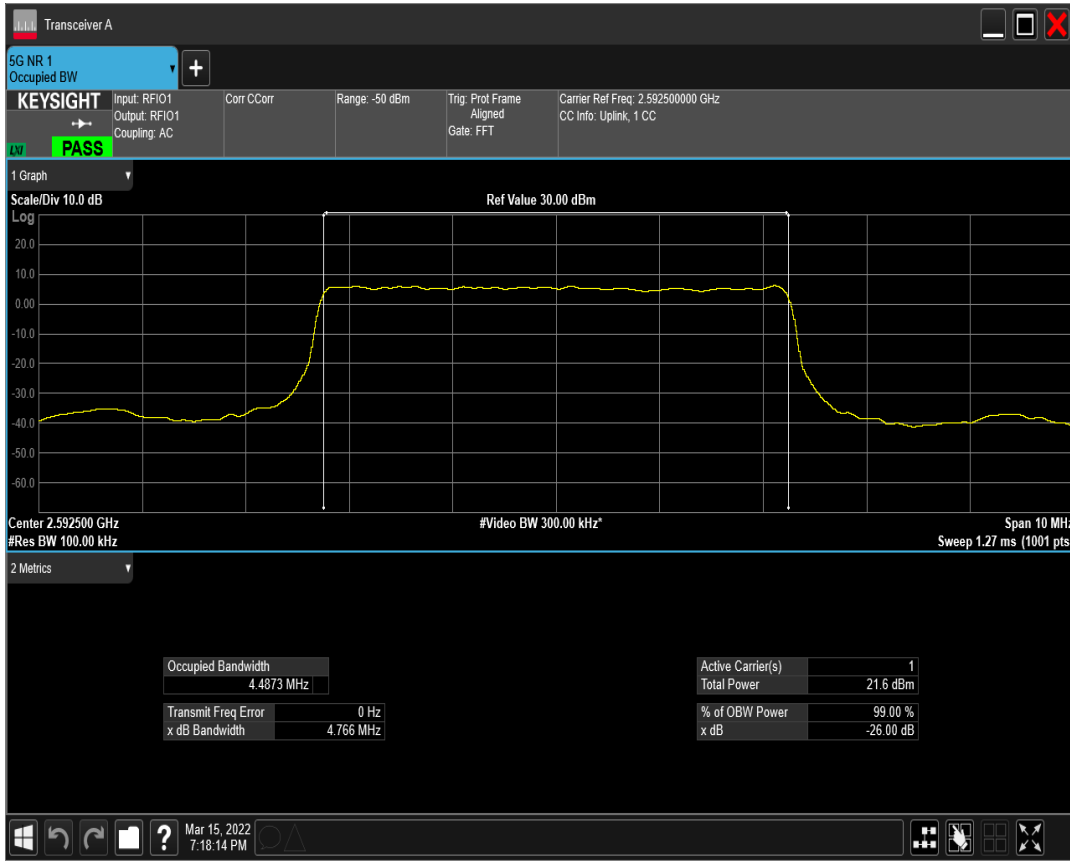 Transceiver A
5G NR 1
Occupied BW
KEYSIGHT
LXI
PASS
Input: RFIO1
Output: RFIO1
Coupling: AC
Corr CCorr
Range: -50 dBm
Trig: Prot Frame
Aligned
Gate: FFT
Carrier Ref Freq: 2.592500000 GHz
CC Info: Uplink, 1 CC
1 Graph
Scale/Div 10.0 dB
Ref Value 30.00 dBm
Log
20.0
10.0
0.00
-10.0
-20.0
-30.0
-40.0
-50.0
-60.0
Center 2.592500 GHz
#Video BW 300.00 kHz*
Span 10 MHz
#Res BW 100.00 kHz
Sweep 1.27 ms (1001 pts
2 Metrics
Occupied Bandwidth
4.4873 MHz
Transmit Freq Error 0 Hz
x dB Bandwidth 4.766 MHz
Active Carrier(s) 1
Total Power 21.6 dBm
% of OBW Power 99.00 %
x dB -26.00 dB
?
Mar 15, 2022
7:18:14 PM